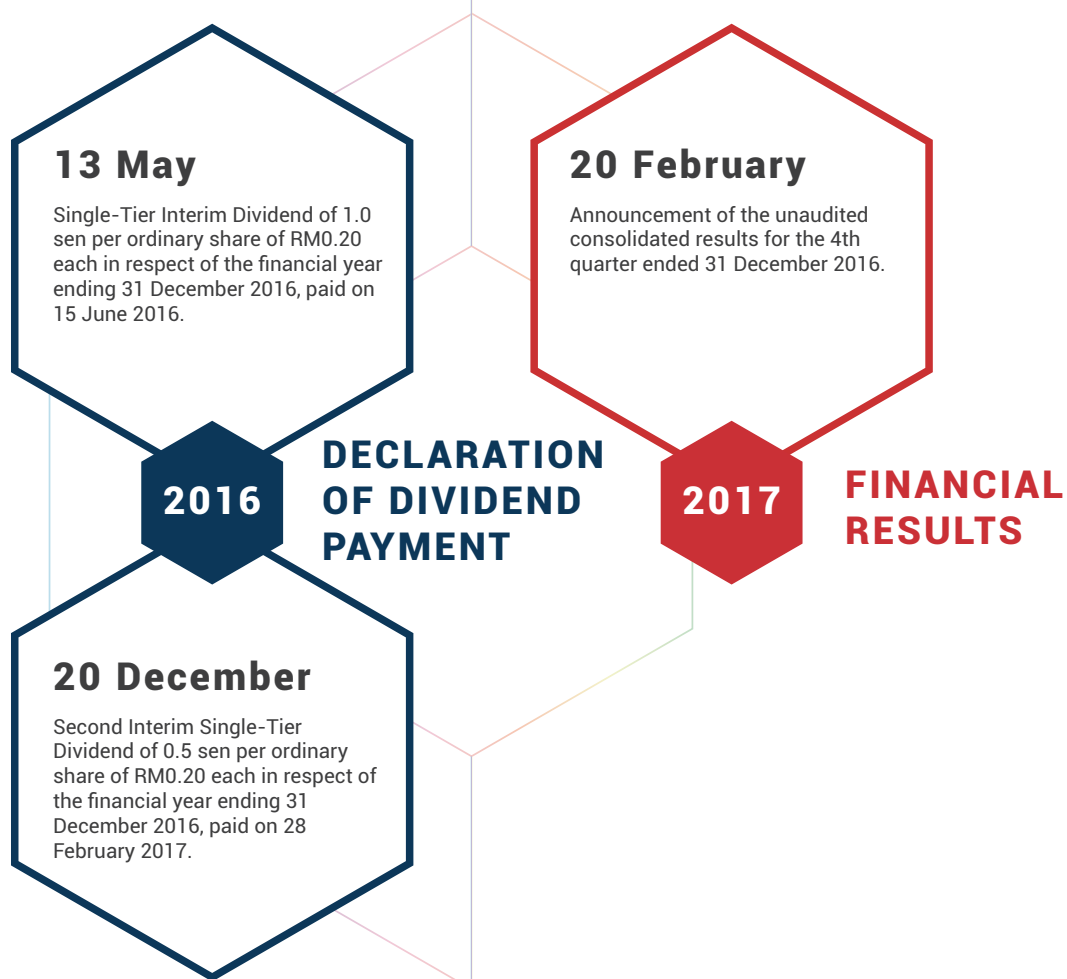 13 May
Single-Tier Interim Dividend of 1.0
sen per ordinary share of RM0.20
each in respect of the financial year
ending 31 December 2016, paid on
15 June 2016.
2016
DECLARATION
OF DIVIDEND
PAYMENT
20 December
Second Interim Single-Tier
Dividend of 0.5 sen per ordinary
share of RM0.20 each in respect of
the financial year ending 31
December 2016, paid on 28
February 2017.
20 February
Announcement of the unaudited
consolidated results for the 4th
quarter ended 31 December 2016.
2017
FINANCIAL
RESULTS